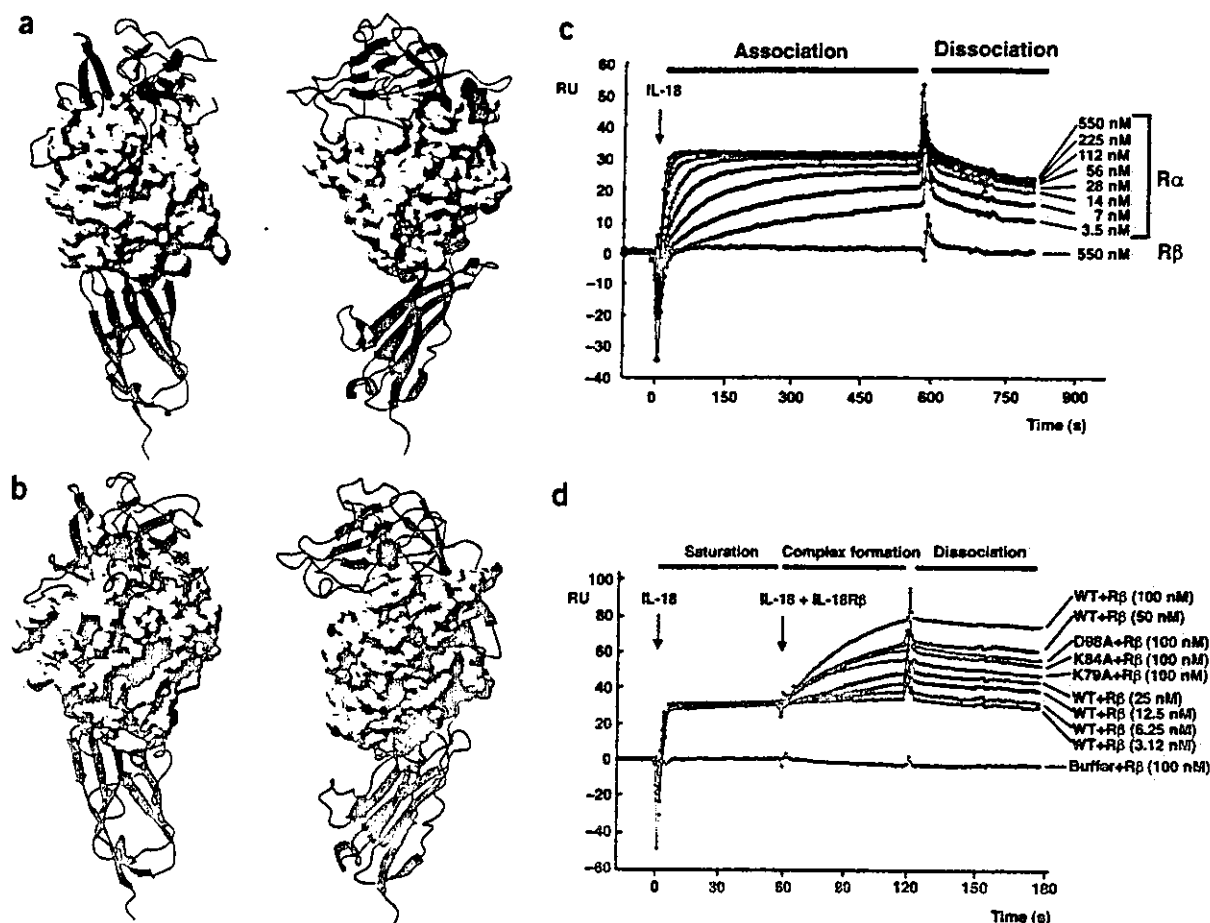 a
b
c
Association
Dissociation
RU
60
50
40
30
20
10
0
−10
−20
−30
−40
IL-18
0
150
300
450
600
750
900
Time (s)
550 nM
225 nM
112 nM
56 nM
28 nM
14 nM
7 nM
3.5 nM
Rα
550 nM
Rβ
d
Saturation
Complex formation
Dissociation
RU
100
80
60
40
20
0
−20
−40
−60
IL-18
IL-18 + IL-18Rβ
0
30
60
90
120
150
180
Time (s)
WT+Rβ (100 nM)
WT+Rβ (50 nM)
D98A+Rβ (100 nM)
K84A+Rβ (100 nM)
K79A+Rβ (100 nM)
WT+Rβ (25 nM)
WT+Rβ (12.5 nM)
WT+Rβ (6.25 nM)
WT+Rβ (3.12 nM)
Buffer+Rβ (100 nM)